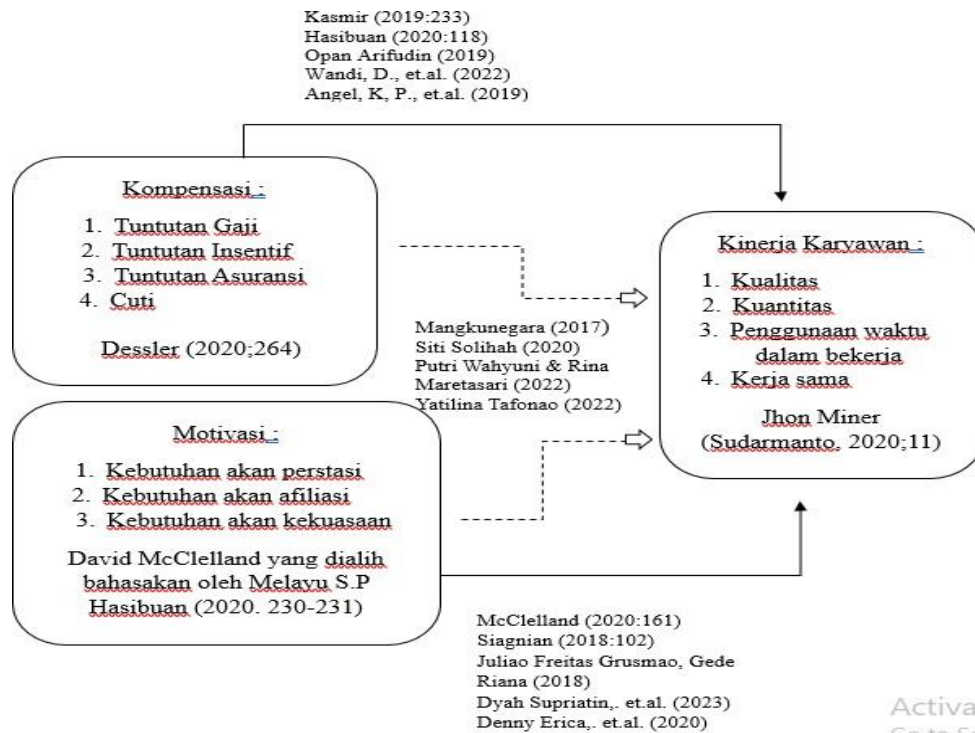 Kasmir (2019:233)
Hasibuan (2020:118)
Opan Arifudin (2019)
Wandi, D., et.al. (2022)
Angel, K, P., et.al. (2019)
Kompensasi :
1. Tuntutan Gaji
2. Tuntutan Insentif
3. Tuntutan Asuransi
4. Cuti
Dessler (2020;264)
Mangkunegara (2017)
Siti Solihah (2020)
Putri Wahyuni & Rina
Maretasari (2022)
Yatilina Tafonao (2022)
Motivasi :
1. Kebutuhan akan perstasi
2. Kebutuhan akan afiliasi
3. Kebutuhan akan kekuasaan
David McClelland yang dialih
bahasakan oleh Melayu S.P
Hasibuan (2020. 230-231)
Kinerja Karyawan :
1. Kualitas
2. Kuantitas
3. Penggunaan waktu
dalam bekerja
4. Kerja sama
Jhon Miner
(Sudarmanto, 2020;11)
McClelland (2020:161)
Siagnian (2018:102)
Juliao Freitas Grusmao, Gede
Riana (2018)
Dyah Supriatin,. et.al. (2023)
Denny Erica,. et.al. (2020)
Activa